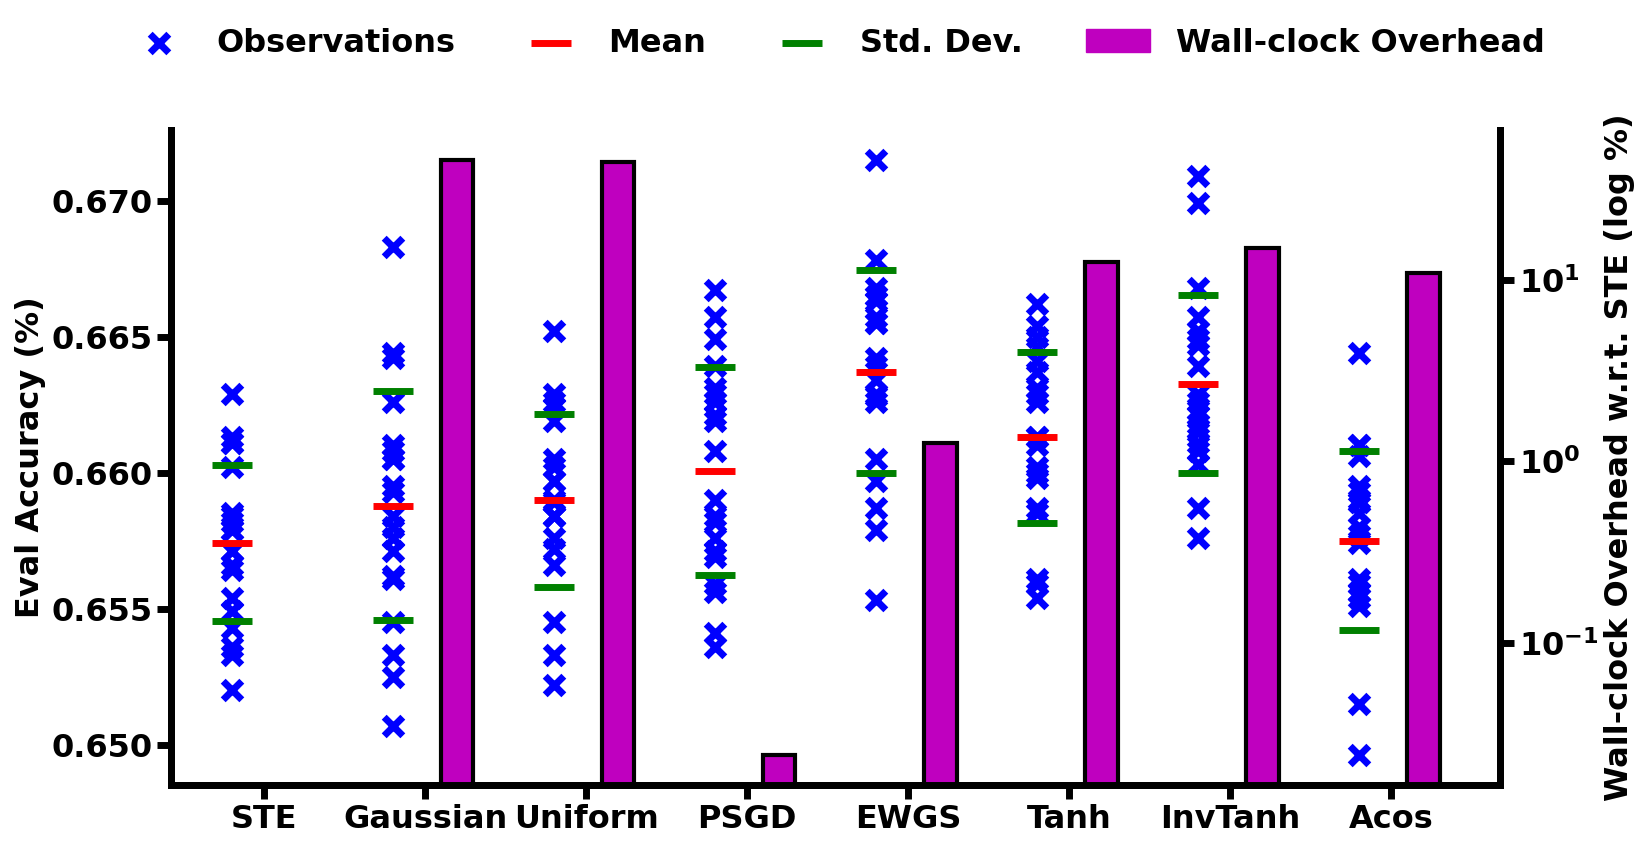 Observations Mean Std. Dev. Wall-clock Overhead
Eval Accuracy (%)
0.670
0.665
0.660
0.655
0.650
10¹
10⁰
10⁻¹
Wall-clock Overhead w.r.t. STE (log %)
STE Gaussian Uniform PSGD EWGS Tanh InvTanh Acos